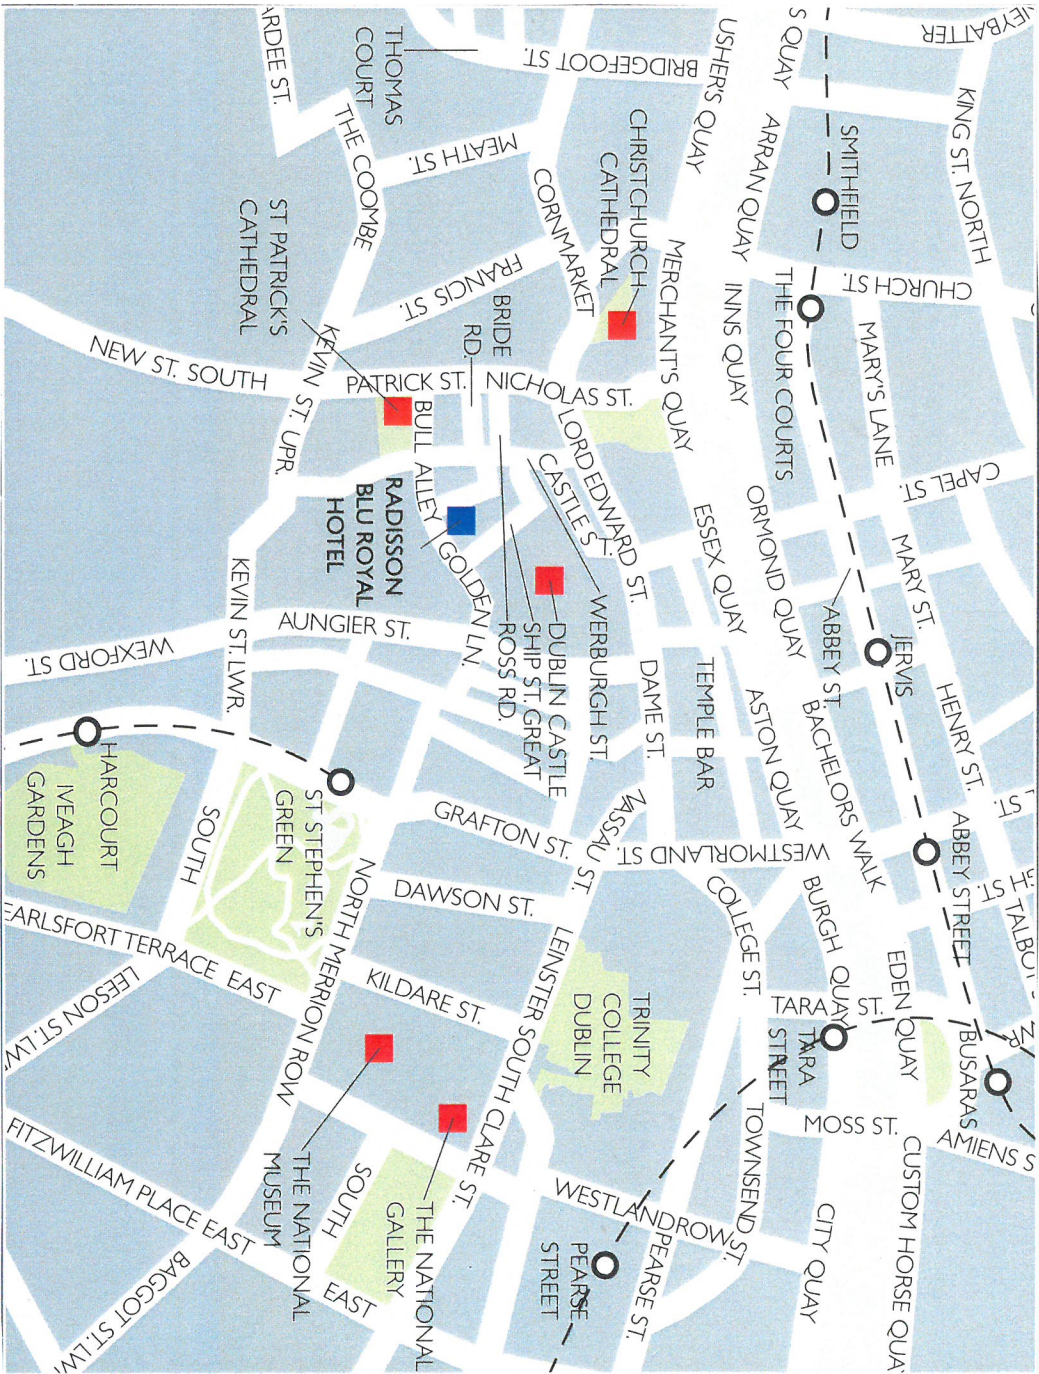 EYBATTER
KING ST. NORTH
CHURCH ST.
SMITHFIELD
S QUAY
ARRAN QUAY
USHER'S QUAY
BRIDGEFOOT ST.
THOMAS
COURT
ARDEE ST.
THE COOMBE
MEATH ST.
CORNMARKET
CHRISTCHURCH
CATHEDRAL
MERCHANT'S QUAY
INNS QUAY
THE FOUR COURTS
MARY'S LANE
CAPEL ST.
FRANCIS ST.
BRIDE
RD.
ST PATRICK'S
CATHEDRAL
NEW ST. SOUTH
KEVIN ST. UPR.
PATRICK ST.
NICHOLAS ST.
BULL ALLEY
RADISSON
BLU ROYAL
HOTEL
GOLDEN LN.
CASTLE ST.
LORD EDWARD ST.
ESSEX QUAY
ORMOND QUAY
ABBEY ST.
MARY ST.
JERVIS
HENRY ST.
WERBURGH ST.
DUBLIN CASTLE
SHIP ST. GREAT
ROSS RD.
AUNGIER ST.
KEVIN ST. LWR.
WEXFORD ST.
DAME ST.
TEMPLE BAR
ASTON QUAY
BACHELORS WALK
HARCOURT
IVEAGH
GARDENS
SOUTH
ST STEPHEN'S
GREEN
NORTH
GRAFTON ST.
NASSAU ST.
WESTMORLAND ST.
COLLEGE ST.
BURGH QUAY
EDEN QUAY
ABBEY STREET
L ST.
GH ST.
TALBOT S
DAWSON ST.
KILDARE ST.
MERRION ROW
EARLSFORT TERRACE
EAST
LEESON ST. LW
LEINSTER SOUTH
CLARE ST.
TRINITY
COLLEGE
DUBLIN
TARA ST.
TARA
STREET
BUSARAS
AMIENS S
MOSS ST.
TOWNSEND ST.
CUSTOM HORSE QUA
CITY QUAY
WESTLANDROW
PEARSE ST.
PEARSE
STREET
THE NATIONAL
GALLERY
THE NATIONAL
MUSEUM
SOUTH
EAST
FITZWILLIAM PLACE EAST
BAGGOT ST. LW